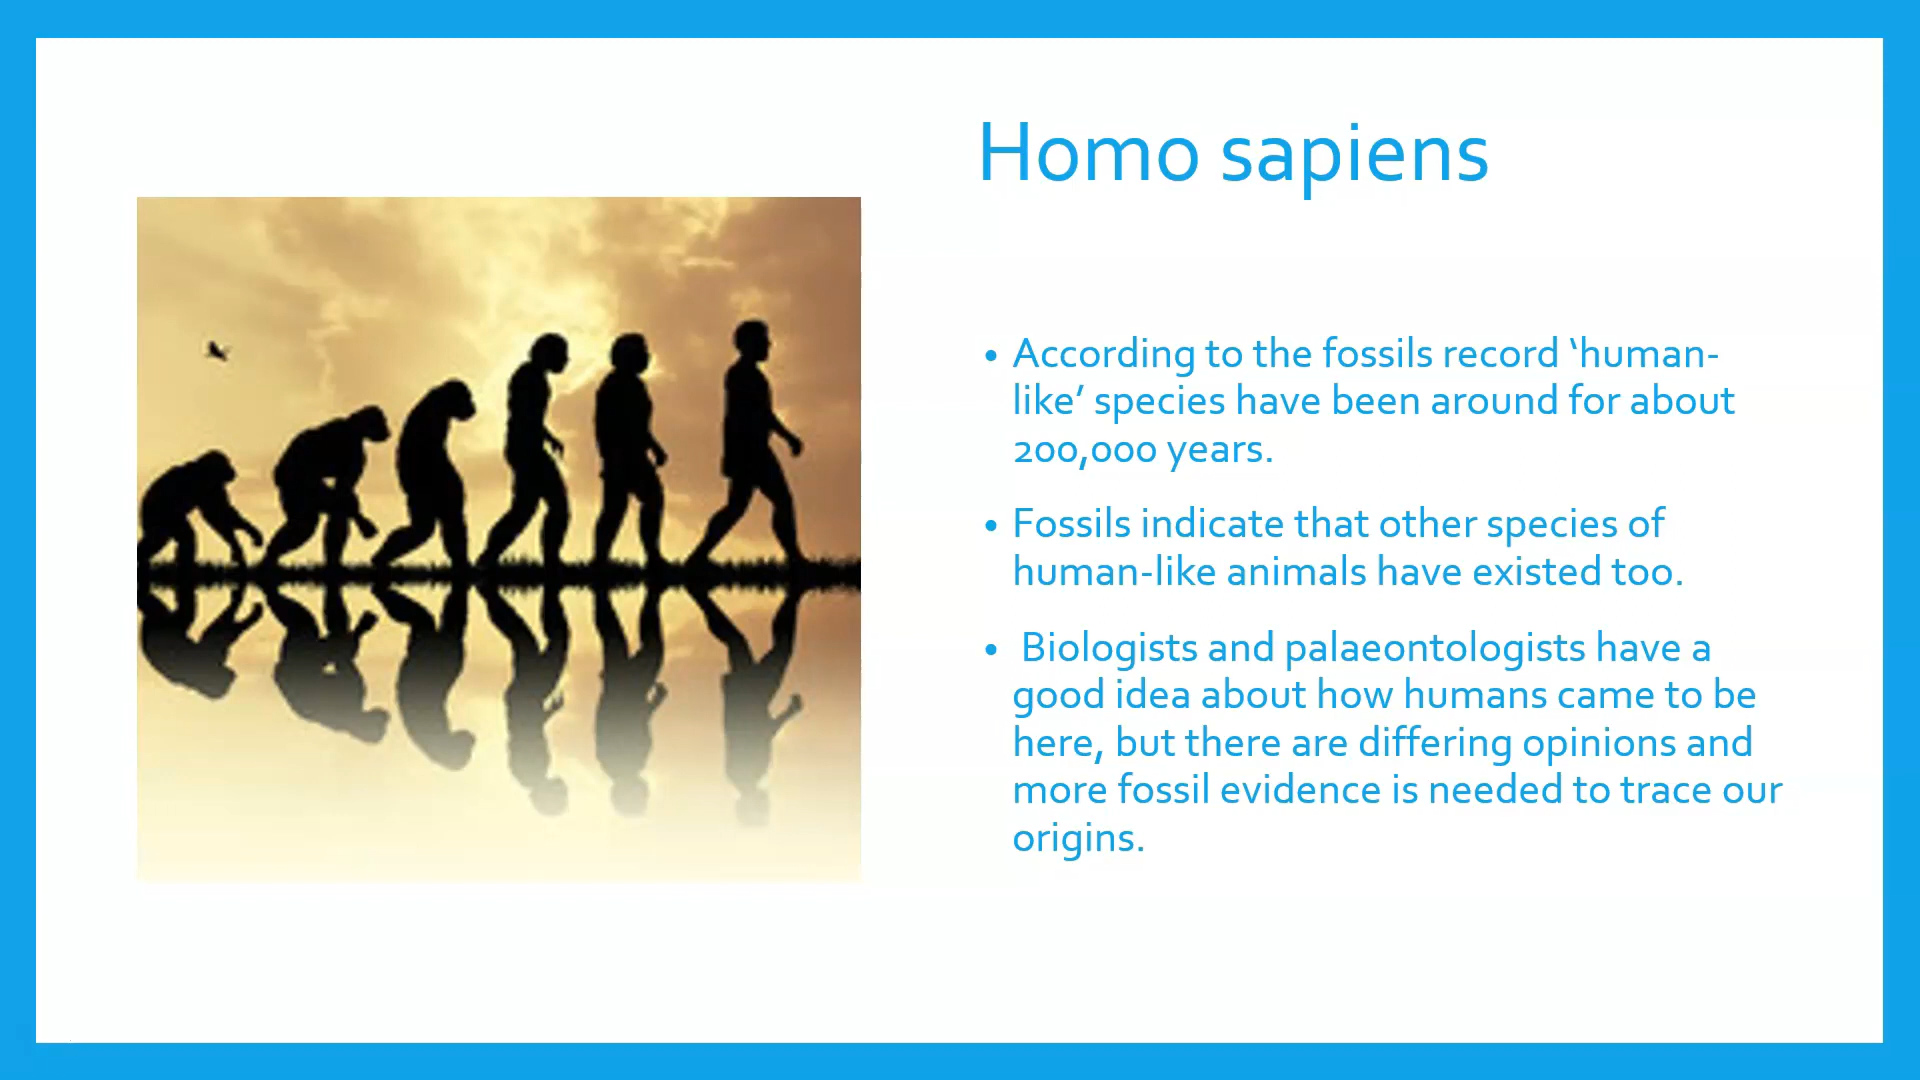 Homo sapiens
• According to the fossils record ‘human-
like’ species have been around for about
200,000 years.
• Fossils indicate that other species of
human-like animals have existed too.
• Biologists and palaeontologists have a
good idea about how humans came to be
here, but there are differing opinions and
more fossil evidence is needed to trace our
origins.